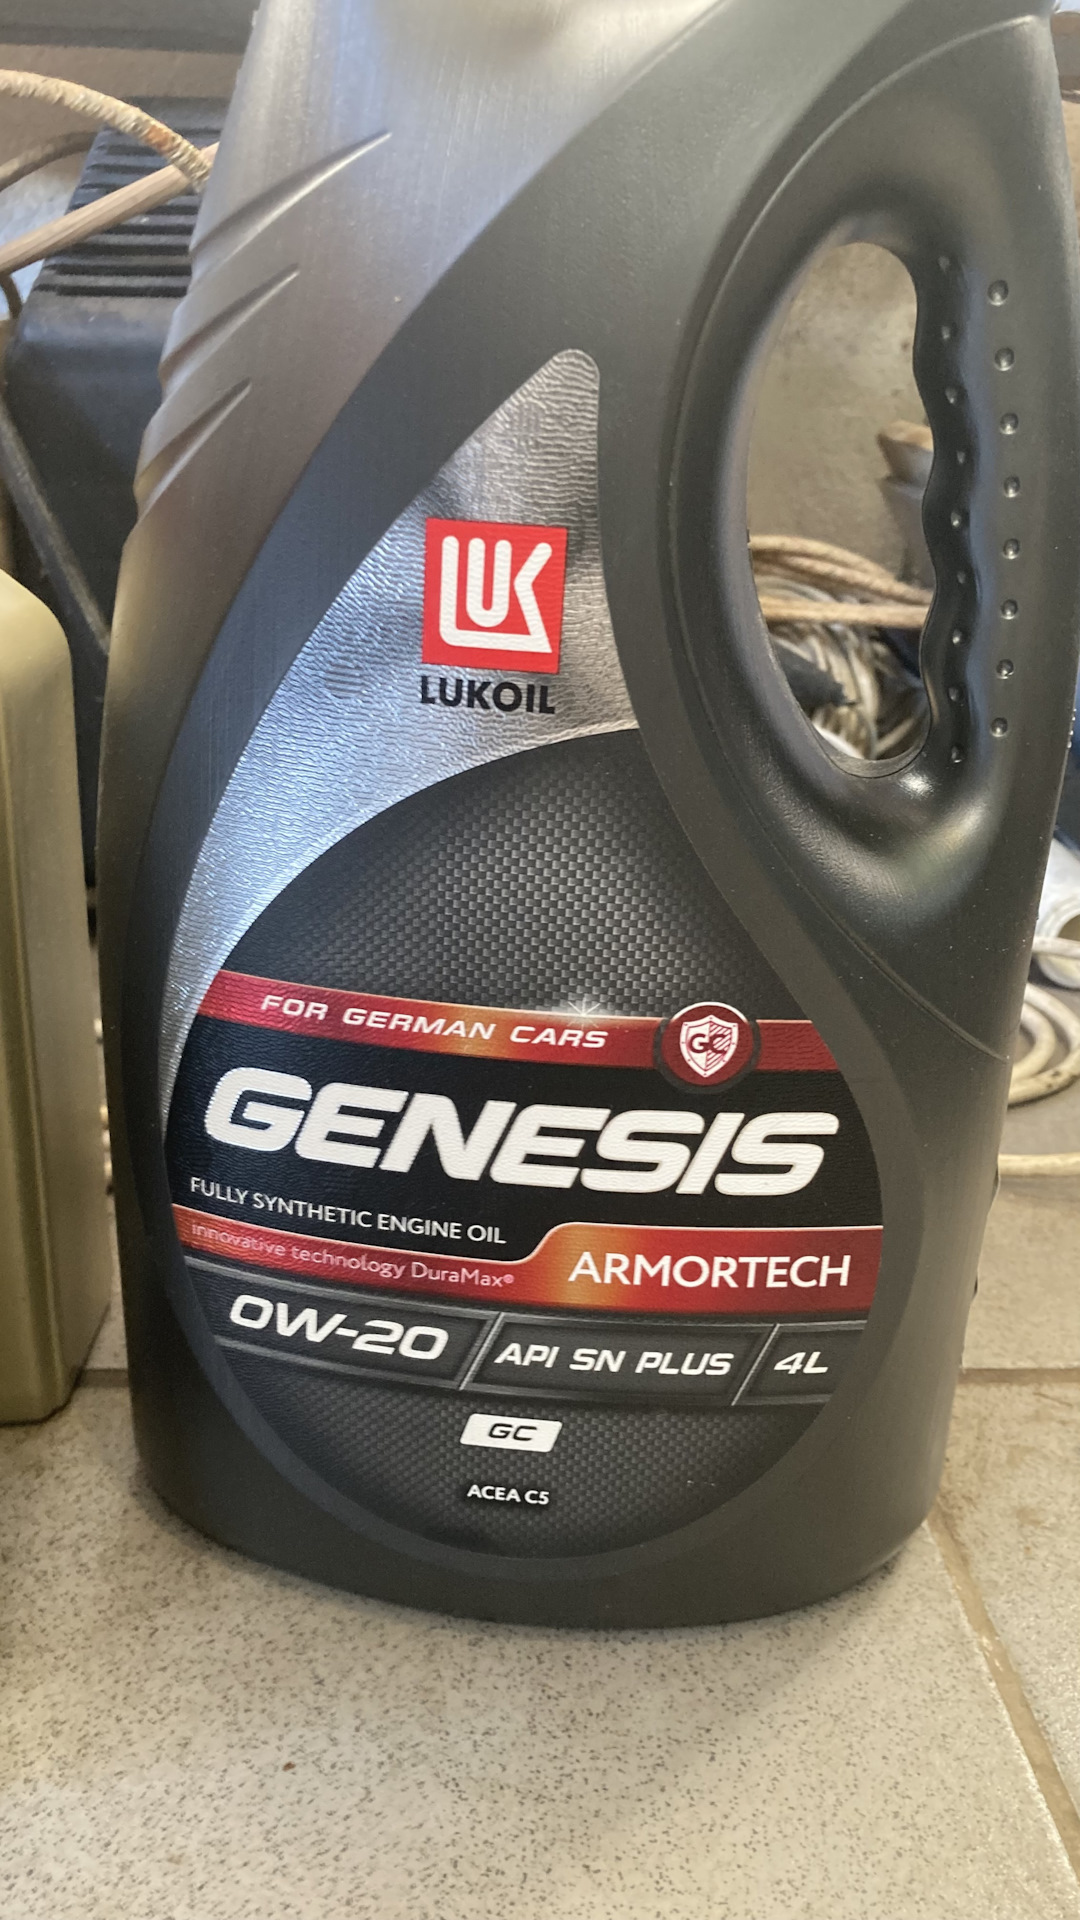 LUK
LUKOIL
FOR GERMAN CARS
GC
GENESIS
FULLY SYNTHETIC ENGINE OIL
innovative technology DuraMax®
ARMORTECH
0W-20
API SN PLUS
4L
GC
ACEA C5